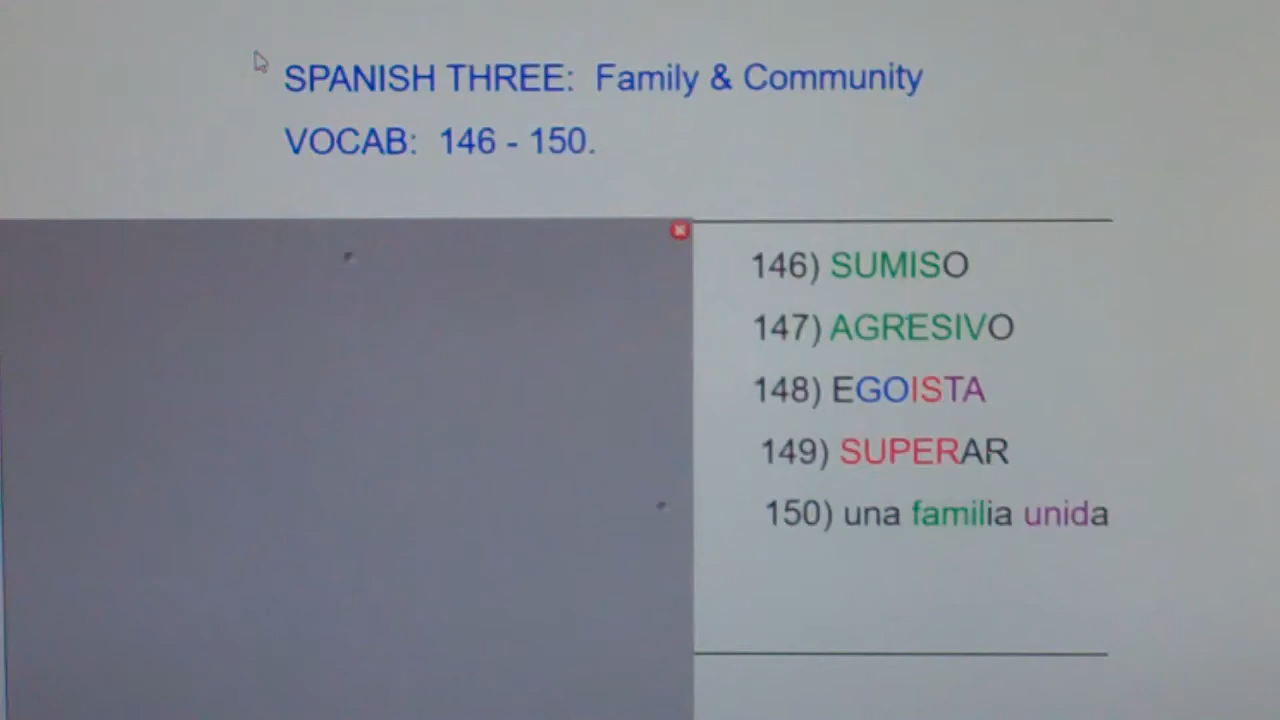 SPANISH THREE: Family & Community
VOCAB: 146 - 150.
146) SUMISO
147) AGRESIVO
148) EGOISTA
149) SUPERAR
150) una familia unida